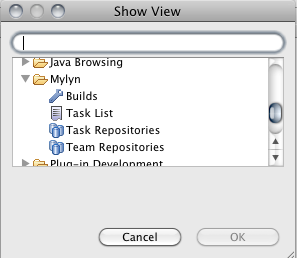 Show View
Java Browsing
Mylyn
Builds
Task List
Task Repositories
Team Repositories
Plug-in Development
Cancel
OK